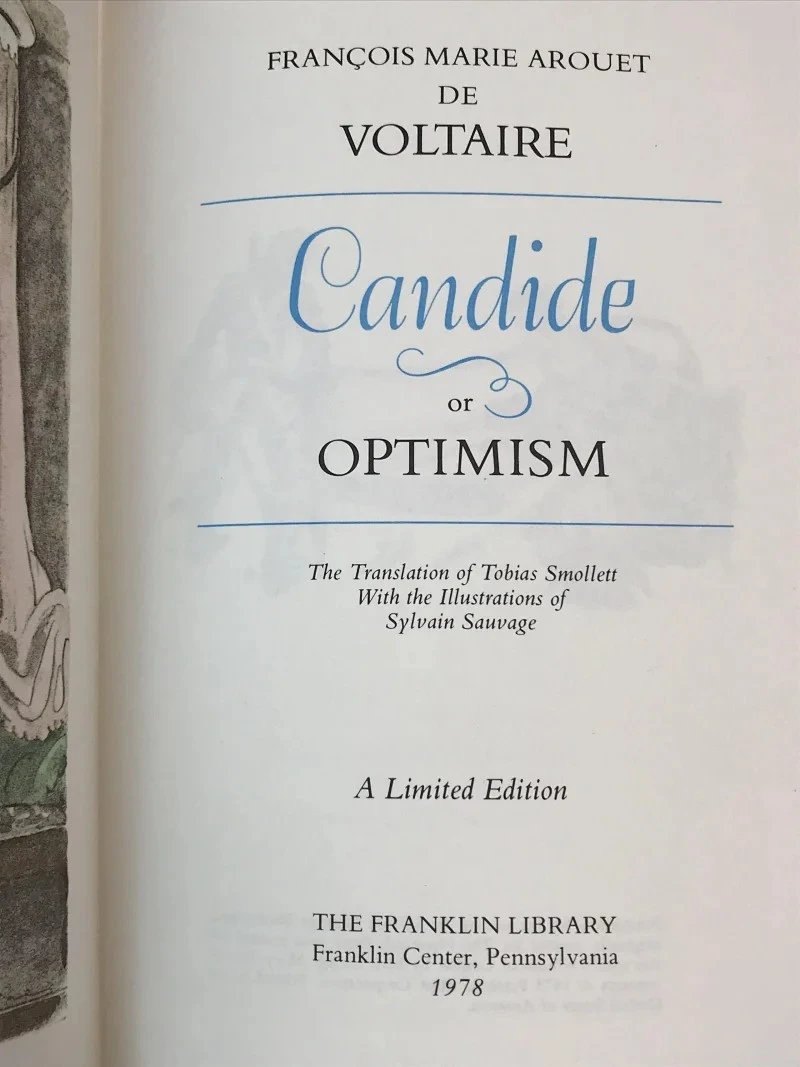 FRANÇOIS MARIE AROUET
DE
VOLTAIRE
Candide
or
OPTIMISM
The Translation of Tobias Smollett
With the Illustrations of
Sylvain Sauvage
A Limited Edition
THE FRANKLIN LIBRARY
Franklin Center, Pennsylvania
1978